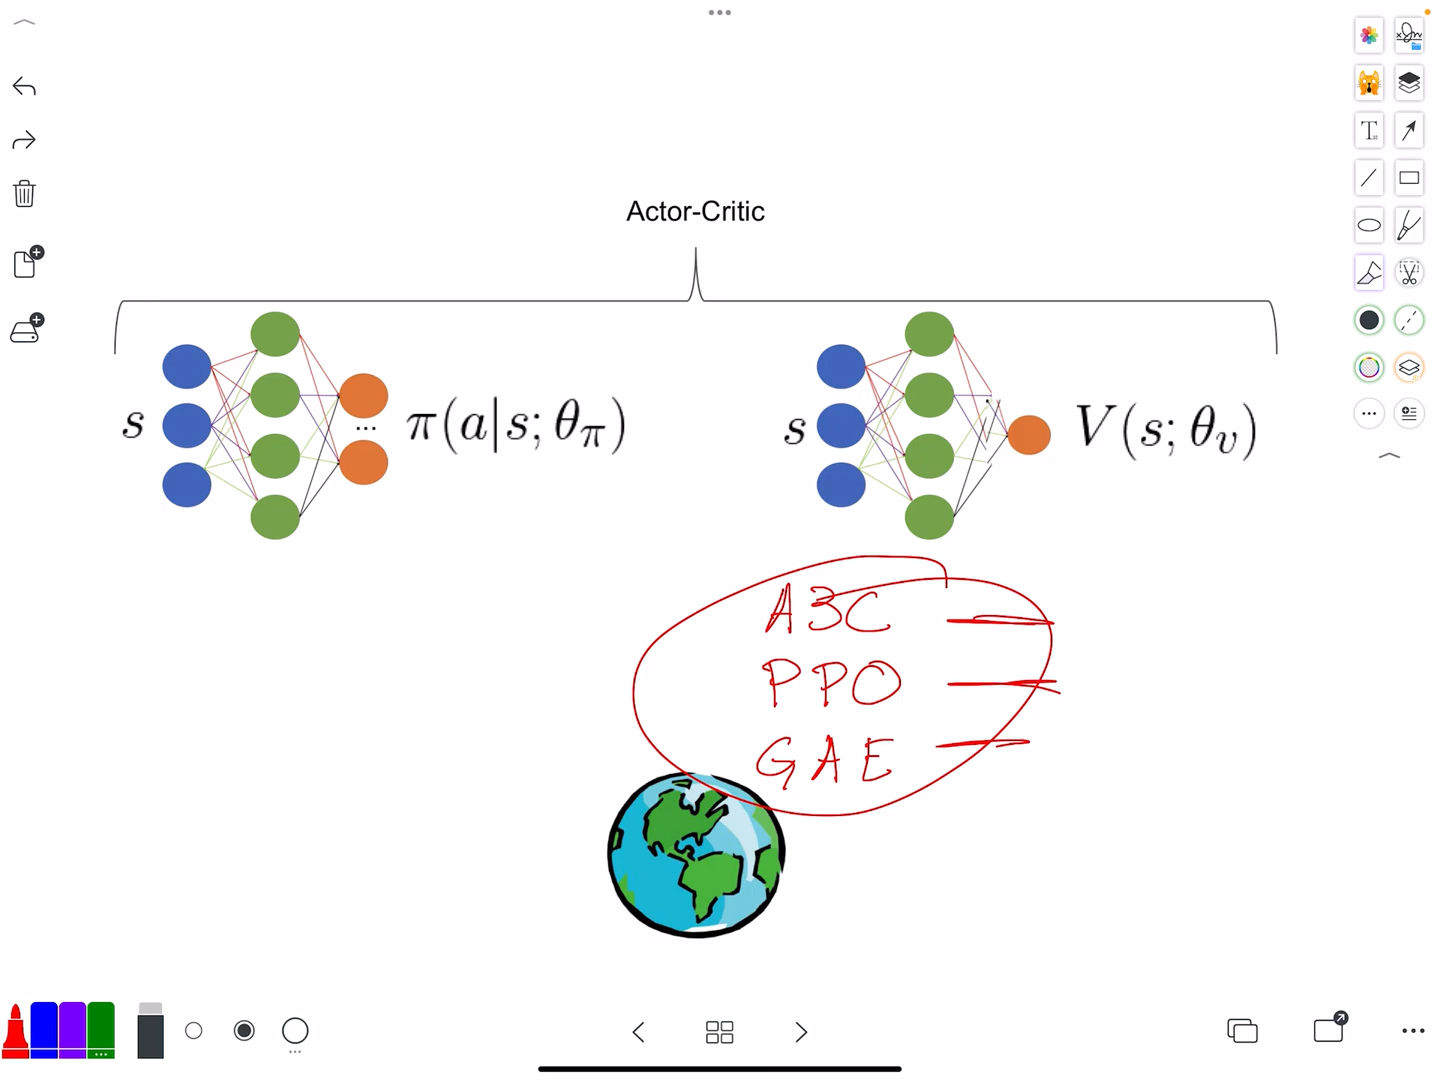 Actor-Critic
s π(a|s; θ_π)
s V(s; θ_v)
A3C
PPO
GAE